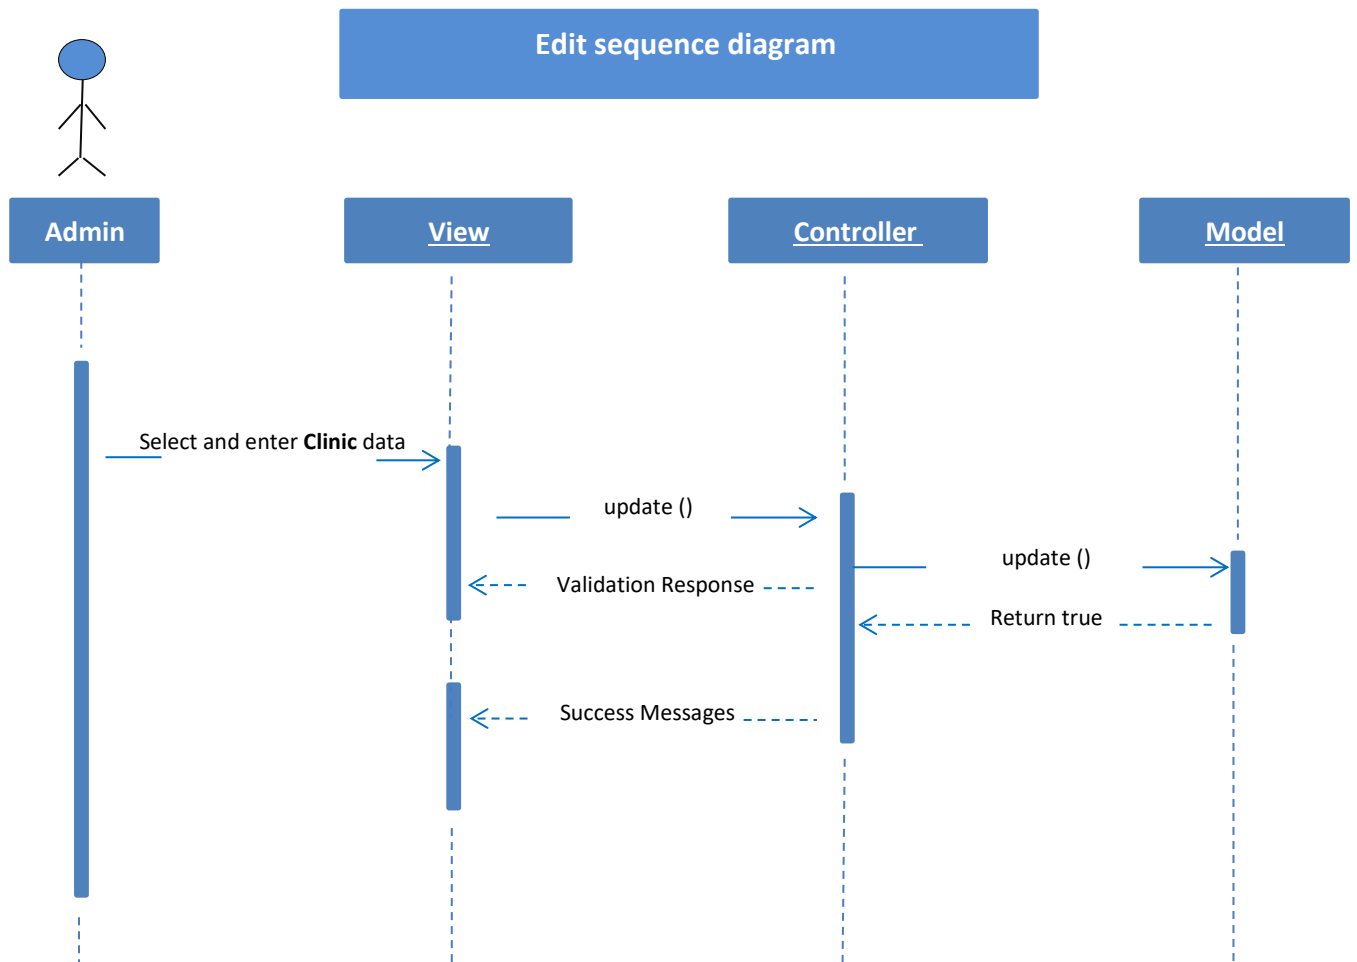 Edit sequence diagram
Admin
View
Controller
Model
Select and enter Clinic data
update ()
update ()
Validation Response
Return true
Success Messages